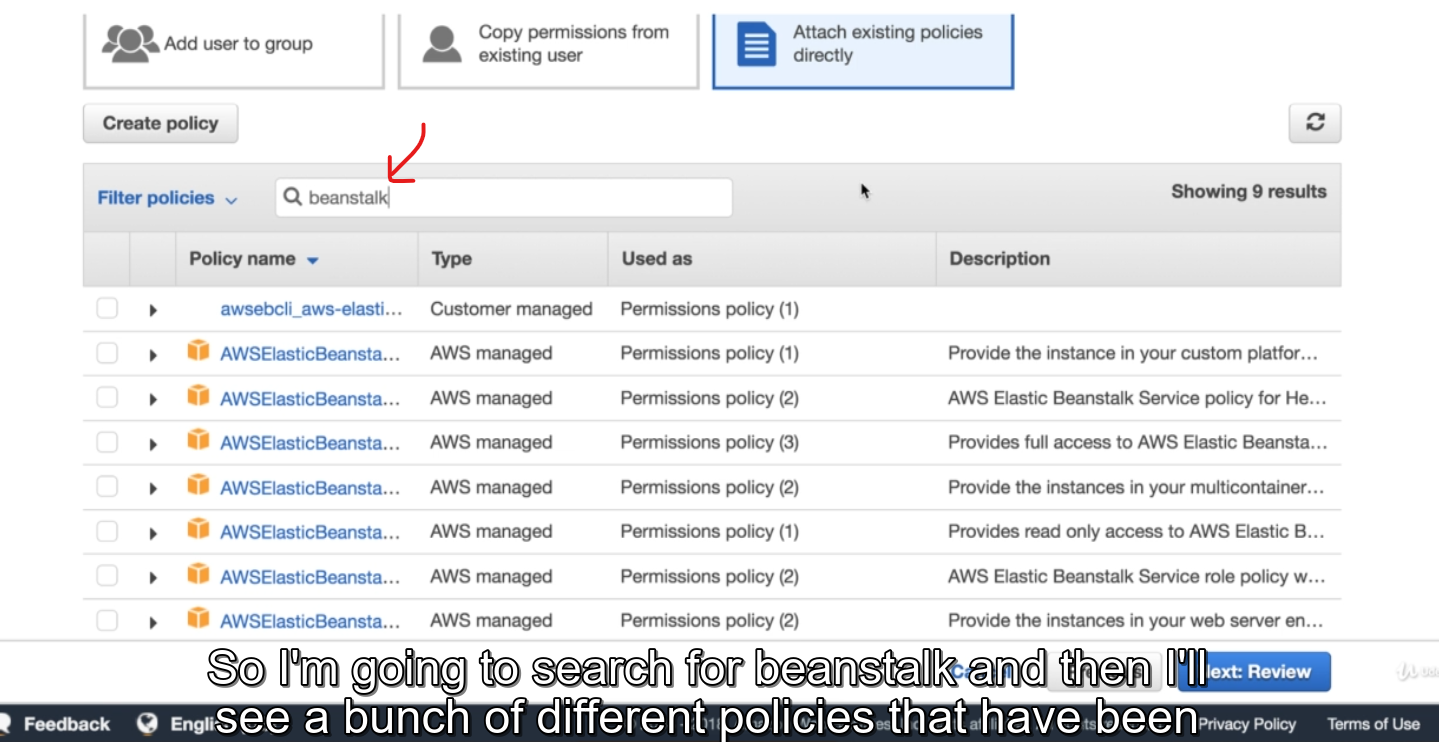 Add user to group
Copy permissions from
existing user
Attach existing policies
directly
Create policy
Filter policies
beanstalk
Showing 9 results
Policy name Type Used as Description
awsebcli_aws-elasti... Customer managed Permissions policy (1)
AWSElasticBeansta... AWS managed Permissions policy (1) Provide the instance in your custom platfor...
AWSElasticBeansta... AWS managed Permissions policy (2) AWS Elastic Beanstalk Service policy for He...
AWSElasticBeansta... AWS managed Permissions policy (3) Provides full access to AWS Elastic Beansta...
AWSElasticBeansta... AWS managed Permissions policy (2) Provide the instances in your multicontainer...
AWSElasticBeansta... AWS managed Permissions policy (1) Provides read only access to AWS Elastic B...
AWSElasticBeansta... AWS managed Permissions policy (2) AWS Elastic Beanstalk Service role policy w...
AWSElasticBeansta... AWS managed Permissions policy (2) Provide the instances in your web server en...
So I'm going to search for beanstalk and then I'll
Review
see a bunch of different policies that have been
Feedback
Privacy Policy Terms of Use